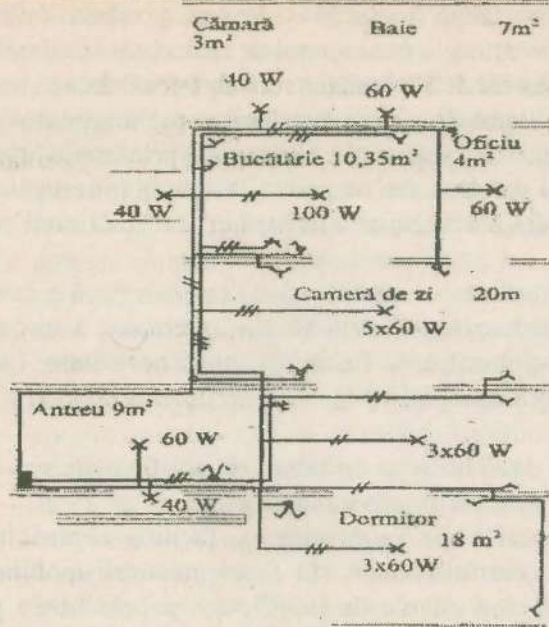 Cămară Baie 7m²
3m²
40 W 60 W
Oficiu
Bucătărie 10,35m² 4m²
40 W 100 W 60 W
Cameră de zi 20m
5x60 W
Antreu 9m²
60 W
3x60 W
40 W
Dormitor
18 m²
3x60W